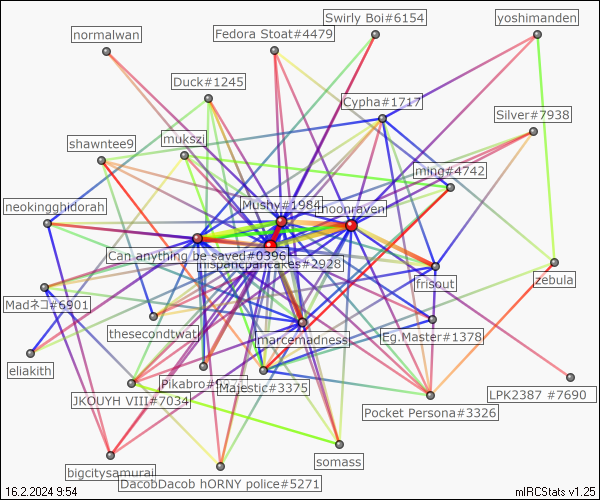 Swirly Boi#6154
yoshimanden
normalwan
Fedora Stoat#4479
Duck#1245
Cypha#1717
Silver#7938
shawntee9
mukszi
ming#4742
neokingghidorah
Mushy#1984
moonraven
Can anything be saved#0396
mspancpancakes#2928
frisout
zebula
Madネコ#6901
thesecondtwat
marcemadness
Eg.Master#1378
eliakith
Pikabro
Majestic#3375
LPK2387 #7690
JKOUYH VIII#7034
Pocket Persona#3326
somass
bigcitysamurai
DacobDacob hORNY police#5271
16.2.2024 9:54
mIRCStats v1.25